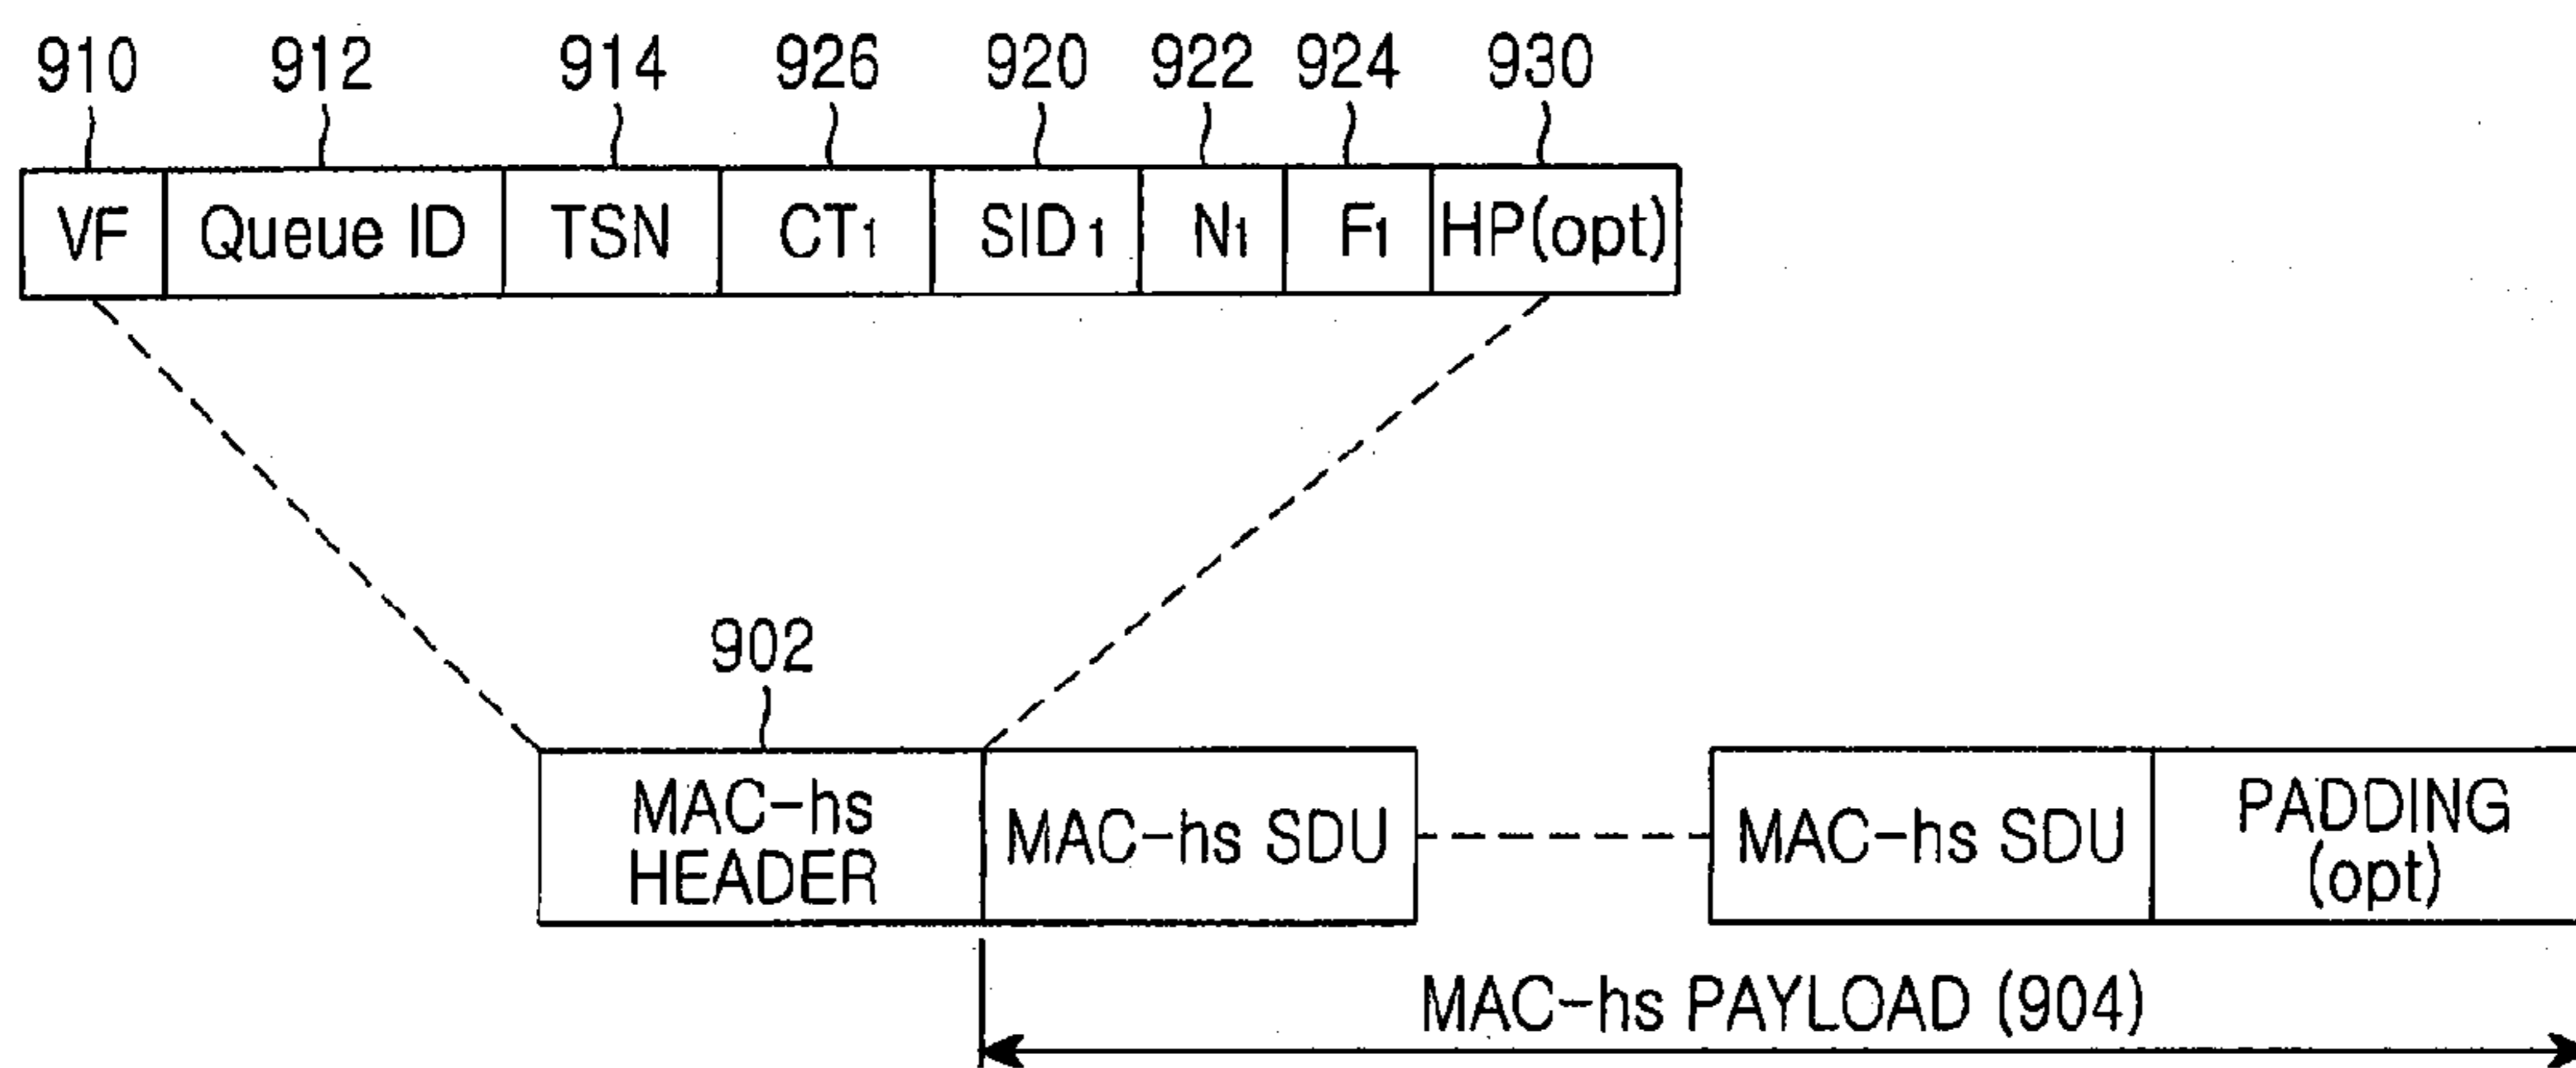 910 912 914 926 920 922 924 930
VF Queue ID TSN CT1 SID1 N1 F1 HP(opt)
902
MAC-hs HEADER MAC-hs SDU MAC-hs SDU PADDING (opt)
MAC-hs PAYLOAD (904)